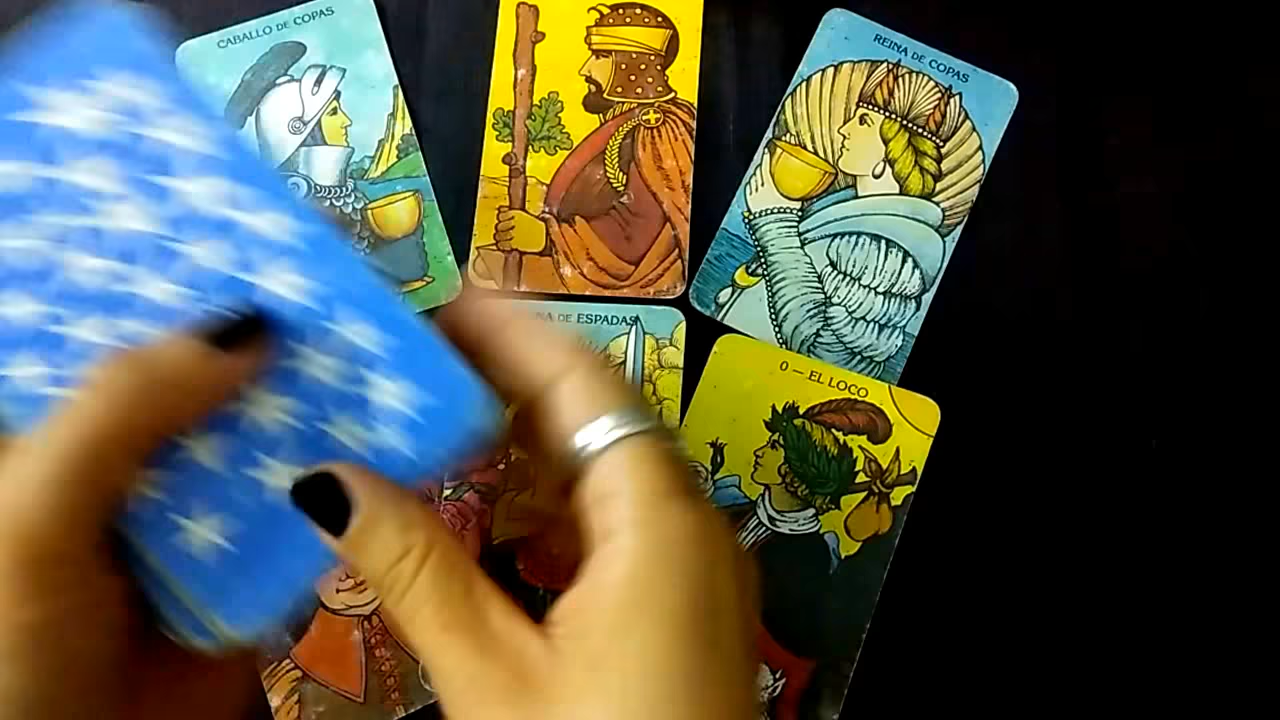 CABALLO DE COPAS
REINA DE COPAS
NA DE ESPADAS
0 — EL LOCO